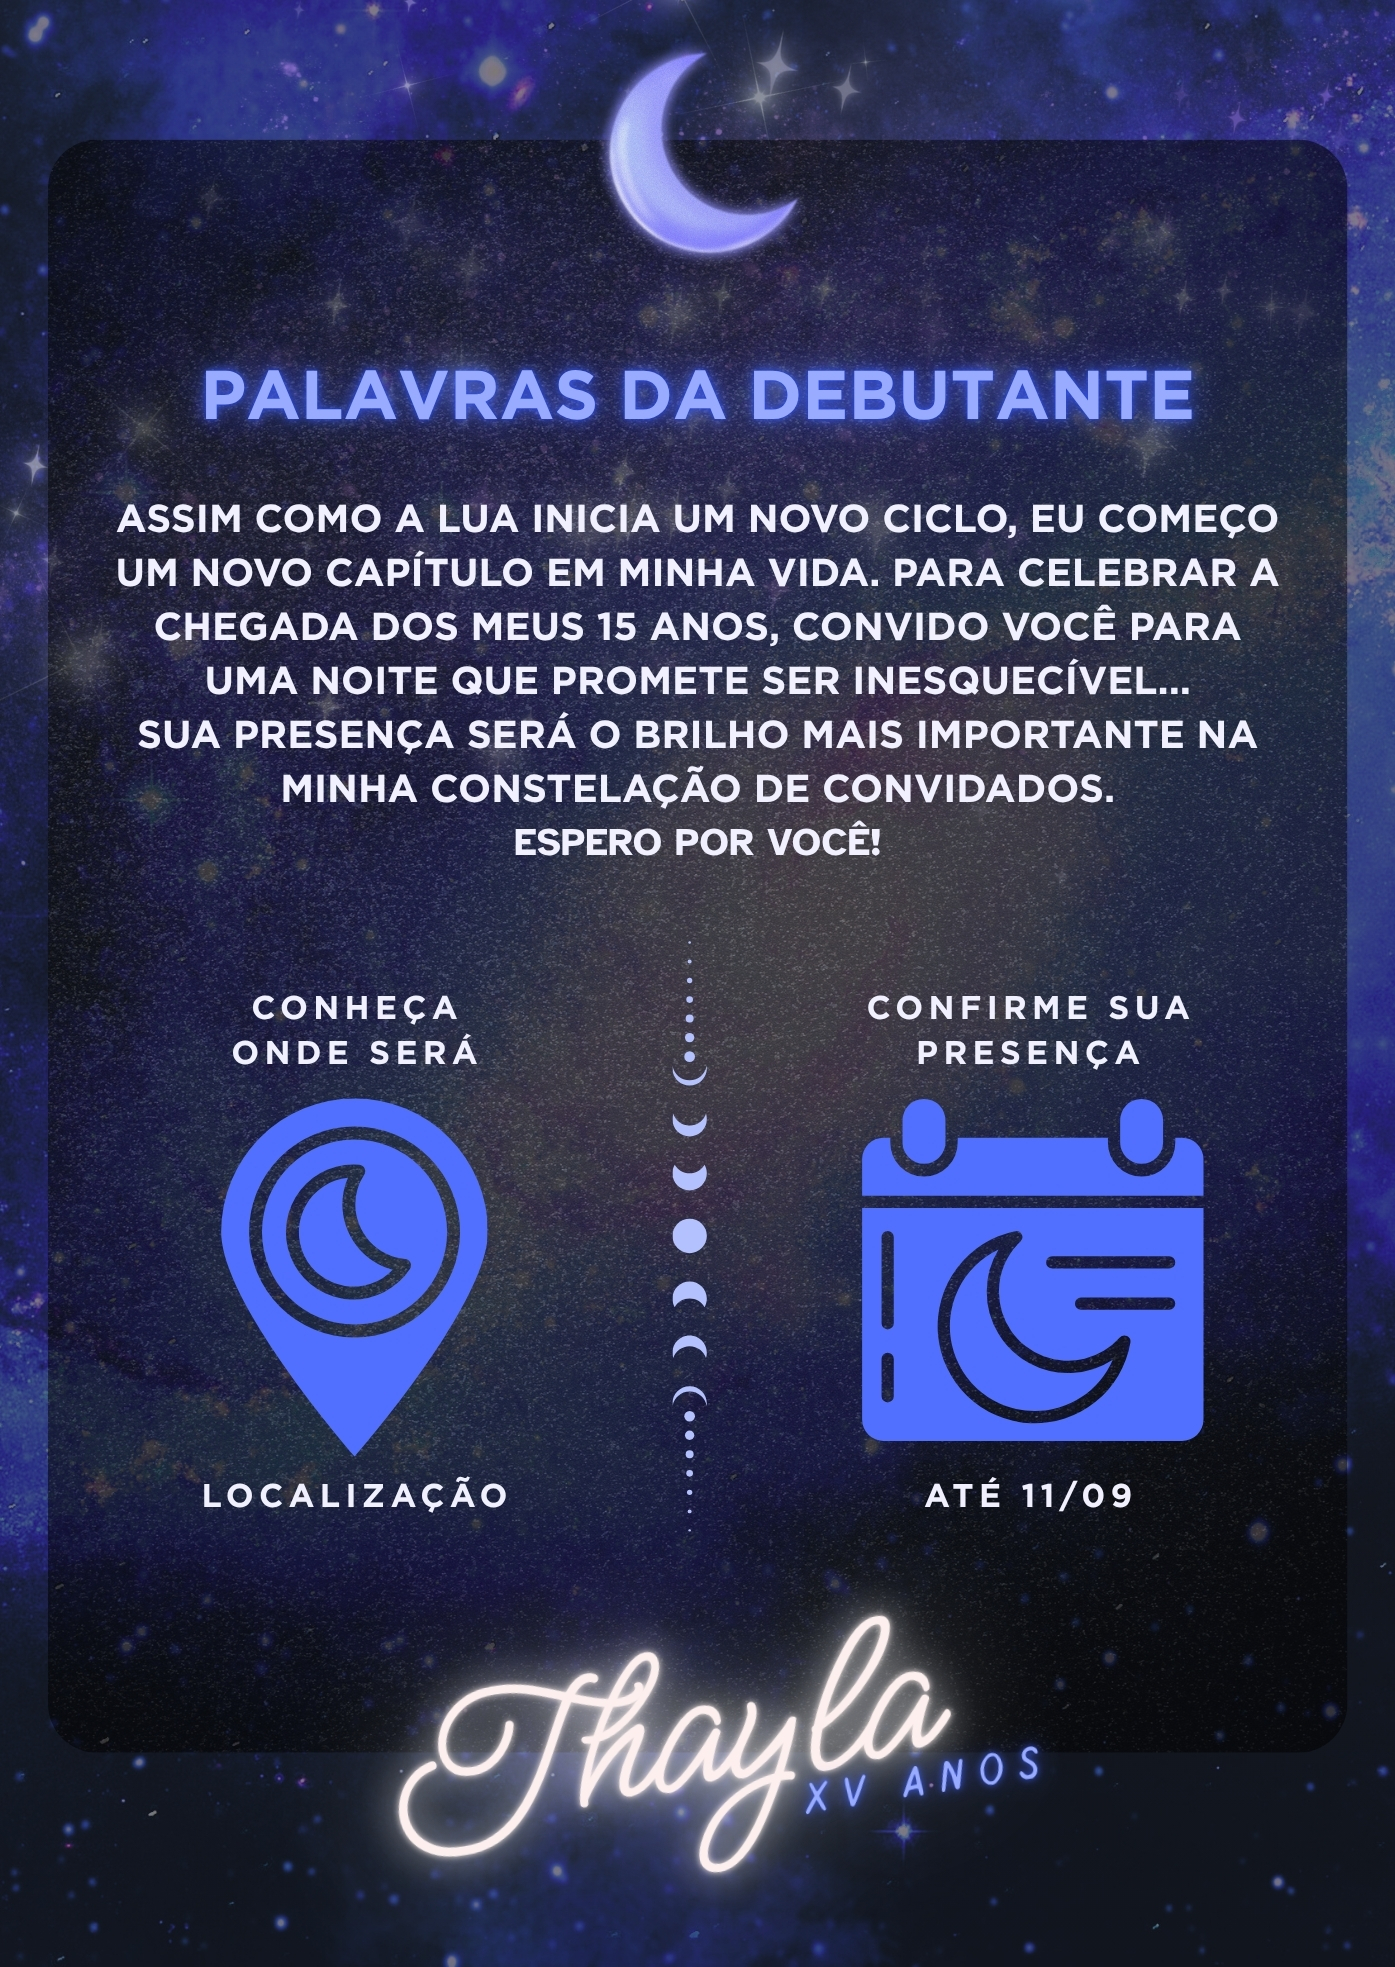 PALAVRAS DA DEBUTANTE
ASSIM COMO A LUA INICIA UM NOVO CICLO, EU COMEÇO
UM NOVO CAPÍTULO EM MINHA VIDA. PARA CELEBRAR A
CHEGADA DOS MEUS 15 ANOS, CONVIDO VOCÊ PARA
UMA NOITE QUE PROMETE SER INESQUECÍVEL...
SUA PRESENÇA SERÁ O BRILHO MAIS IMPORTANTE NA
MINHA CONSTELAÇÃO DE CONVIDADOS.
ESPERO POR VOCÊ!
CONHEÇA
ONDE SERÁ
LOCALIZAÇÃO
CONFIRME SUA
PRESENÇA
ATÉ 11/09
Thayla
XV ANOS